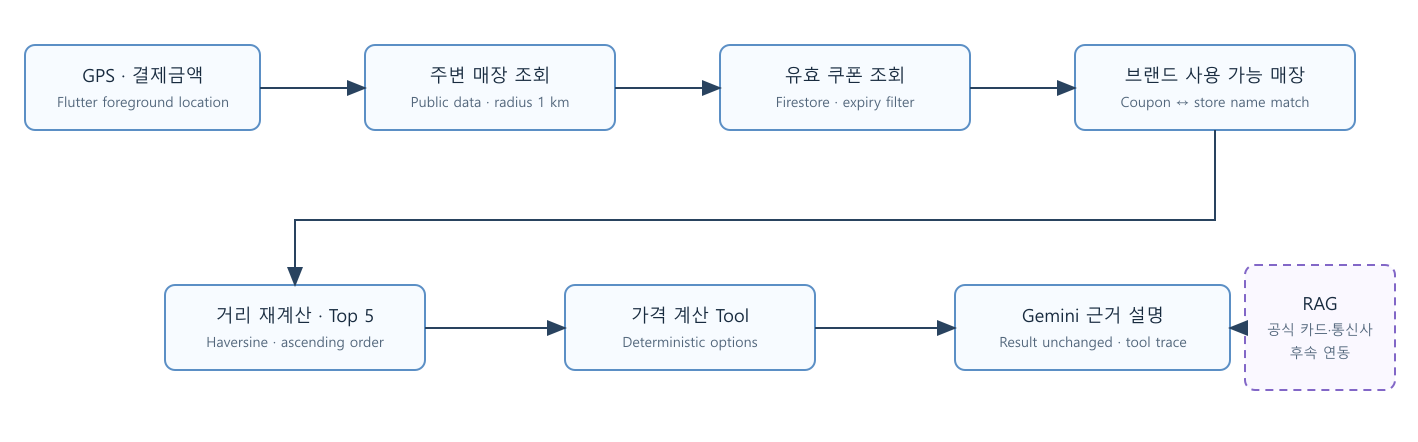 GPS · 결제금액
Flutter foreground location
주변 매장 조회
Public data · radius 1 km
유효 쿠폰 조회
Firestore · expiry filter
브랜드 사용 가능 매장
Coupon ↔ store name match
거리 재계산 · Top 5
Haversine · ascending order
가격 계산 Tool
Deterministic options
Gemini 근거 설명
Result unchanged · tool trace
RAG
공식 카드·통신사
후속 연동